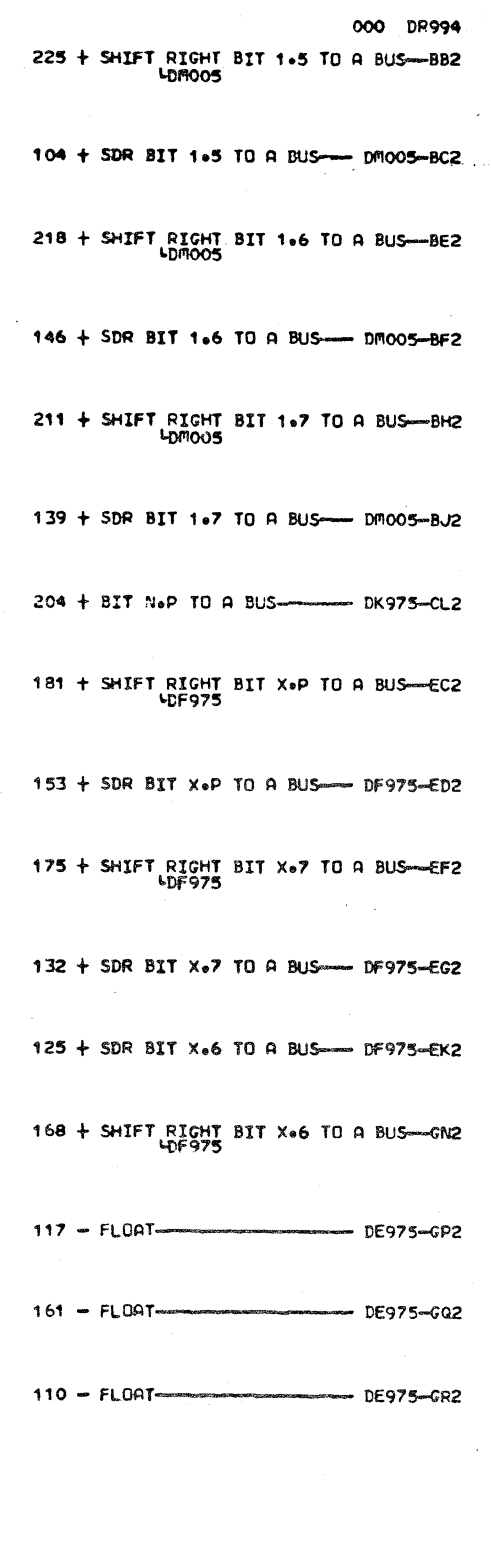 000 DR994
225 + SHIFT RIGHT BIT 1.5 TO A BUS—BB2
└DM005
104 + SDR BIT 1.5 TO A BUS— DM005-BC2
218 + SHIFT RIGHT BIT 1.6 TO A BUS—BE2
└DM005
146 + SDR BIT 1.6 TO A BUS— DM005-BF2
211 + SHIFT RIGHT BIT 1.7 TO A BUS—BH2
└DM005
139 + SDR BIT 1.7 TO A BUS— DM005-BJ2
204 + BIT N.P TO A BUS— DK975-CL2
181 + SHIFT RIGHT BIT X.P TO A BUS—EC2
└DF975
153 + SDR BIT X.P TO A BUS— DF975-ED2
175 + SHIFT RIGHT BIT X.7 TO A BUS—EF2
└DF975
132 + SDR BIT X.7 TO A BUS— DF975-EG2
125 + SDR BIT X.6 TO A BUS— DF975-EK2
168 + SHIFT RIGHT BIT X.6 TO A BUS—GN2
└DF975
117 - FLOAT— DE975-GP2
161 - FLOAT— DE975-GQ2
110 - FLOAT— DE975-GR2